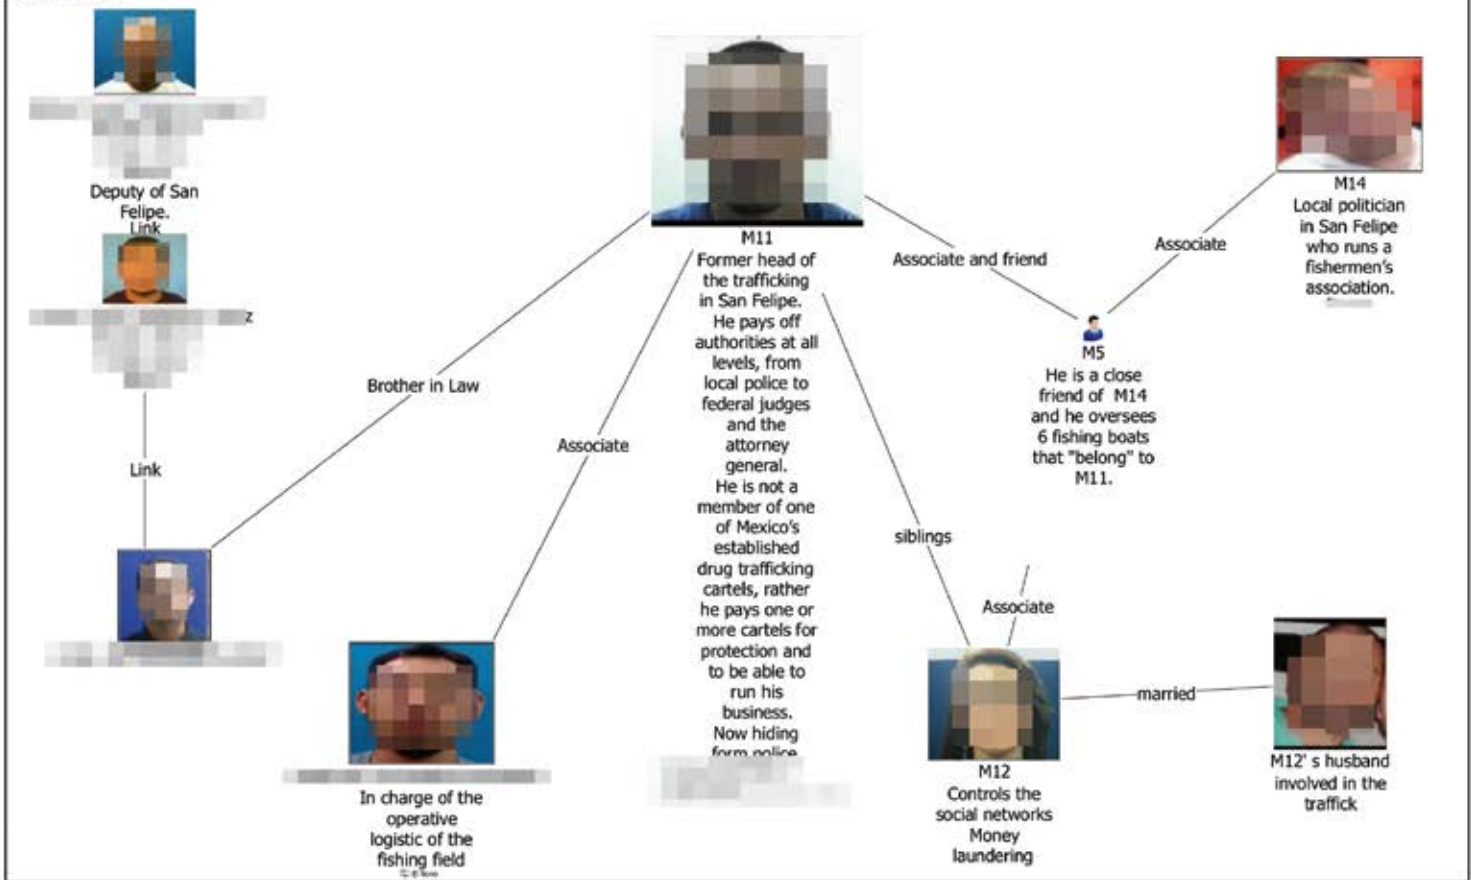 Deputy of San
Felipe.
Link
z
Link
Brother in Law
Associate
In charge of the
operative
logistic of the
fishing field
M11
Former head of
the trafficking
in San Felipe.
He pays off
authorities at all
levels, from
local police to
federal judges
and the
attorney
general.
He is not a
member of one
of Mexico's
established
drug trafficking
cartels, rather
he pays one or
more cartels for
protection and
to be able to
run his
business.
Now hiding
form police
Associate and friend
Associate
M14
Local politician
in San Felipe
who runs a
fishermen's
association.
M5
He is a close
friend of M14
and he oversees
6 fishing boats
that "belong" to
M11.
siblings
Associate
married
M12
Controls the
social networks
Money
laundering
M12' s husband
involved in the
traffick